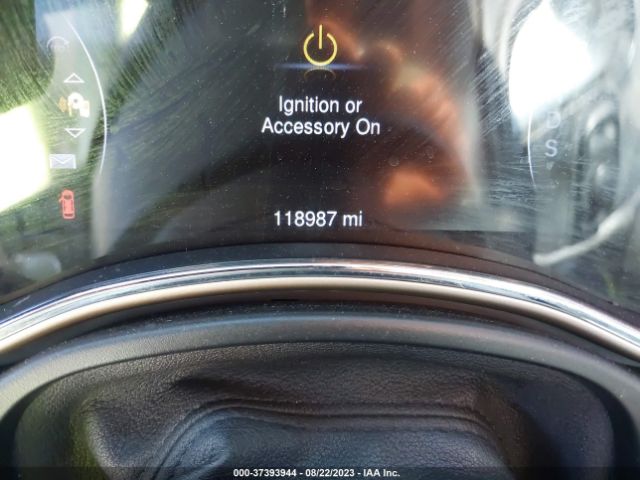 Ignition or
Accessory On
D
S
118987 mi
000-37393944 - 08/22/2023 - IAA Inc.